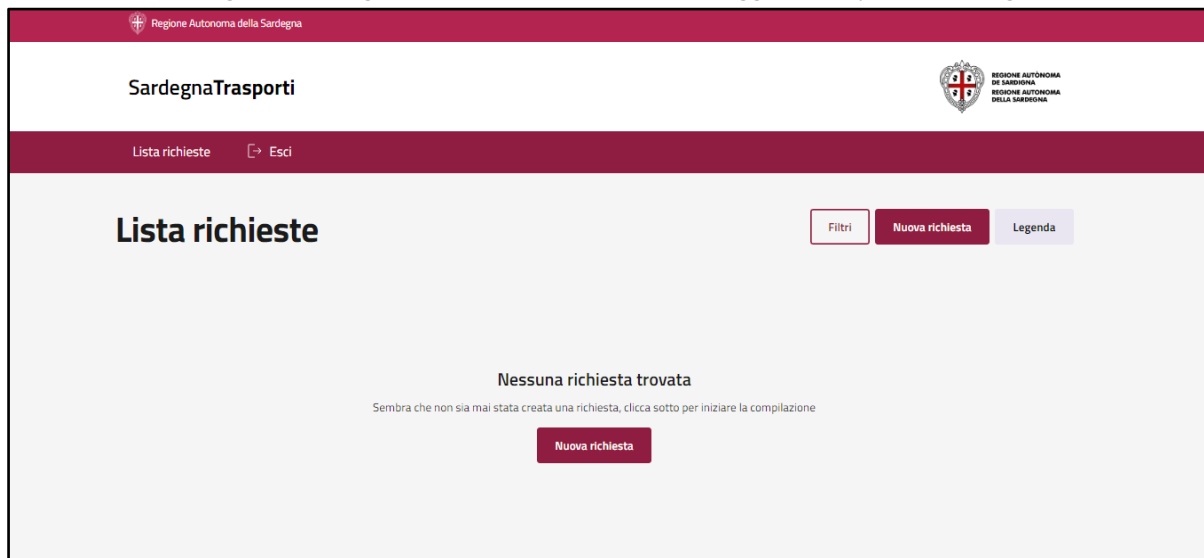 Regione Autonoma della Sardegna
SardegnaTrasporti
REGIONE AUTÒNOMA
DE SARDIGNA
REGIONE AUTONOMA
DELLA SARDEGNA
Lista richieste Esci
Lista richieste
Filtri Nuova richiesta Legenda
Nessuna richiesta trovata
Sembra che non sia mai stata creata una richiesta, clicca sotto per iniziare la compilazione
Nuova richiesta